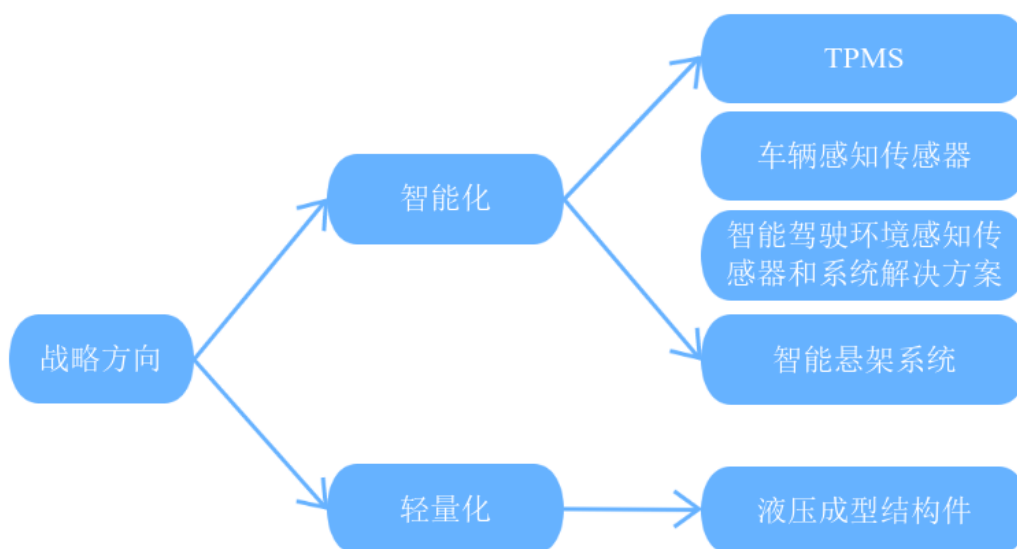 TPMS
车辆感知传感器
智能化
智能驾驶环境感知传
感器和系统解决方案
战略方向
智能悬架系统
轻量化
液压成型结构件